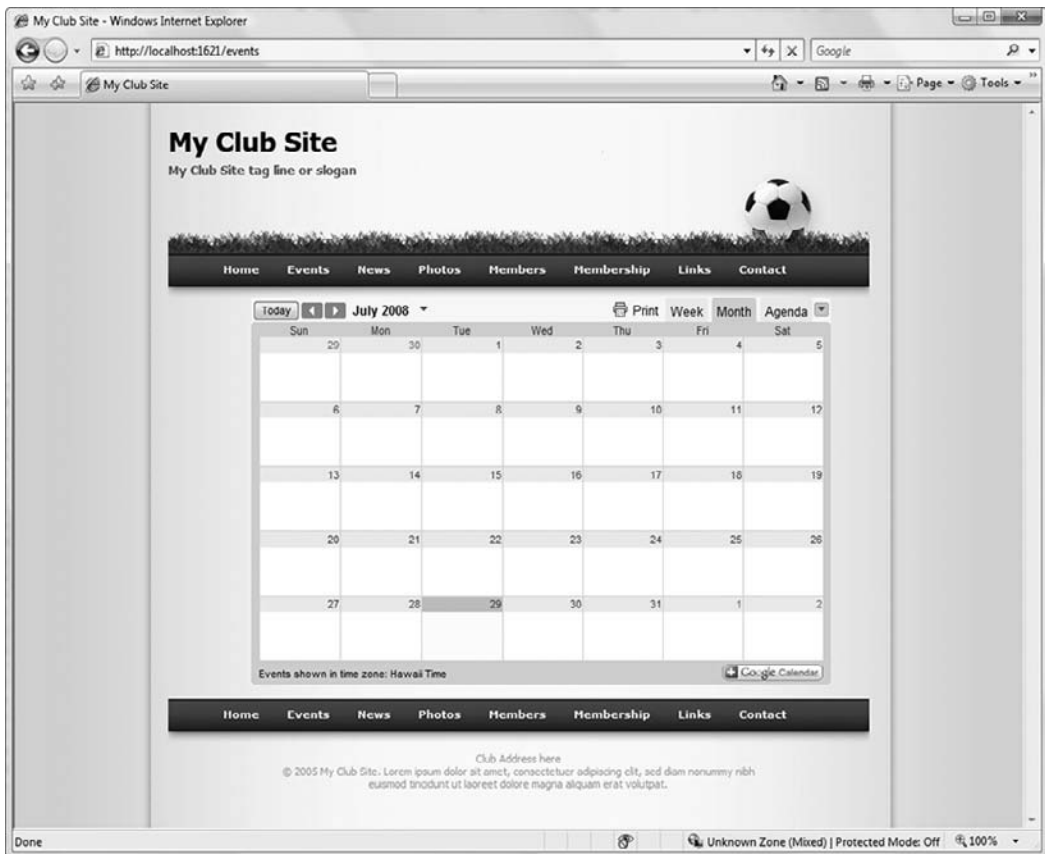 My Club Site - Windows Internet Explorer
http://localhost:1621/events
Google
My Club Site
Page
Tools
My Club Site
My Club Site tag line or slogan
Home Events News Photos Members Membership Links Contact
Today July 2008 Print Week Month Agenda
Sun Mon Tue Wed Thu Fri Sat
29 30 1 2 3 4 5
6 7 8 9 10 11 12
13 14 15 16 17 18 19
20 21 22 23 24 25 26
27 28 29 30 31 1 2
Events shown in time zone: Hawaii Time
Google Calendar
Home Events News Photos Members Membership Links Contact
Club Address here
© 2005 My Club Site. Lorem ipsum dolor sit amet, consectetuer adipiscing elit, sed diam nonummy nibh
euismod tincidunt ut laoreet dolore magna aliquam erat volutpat.
Done
Unknown Zone (Mixed) | Protected Mode: Off
100%